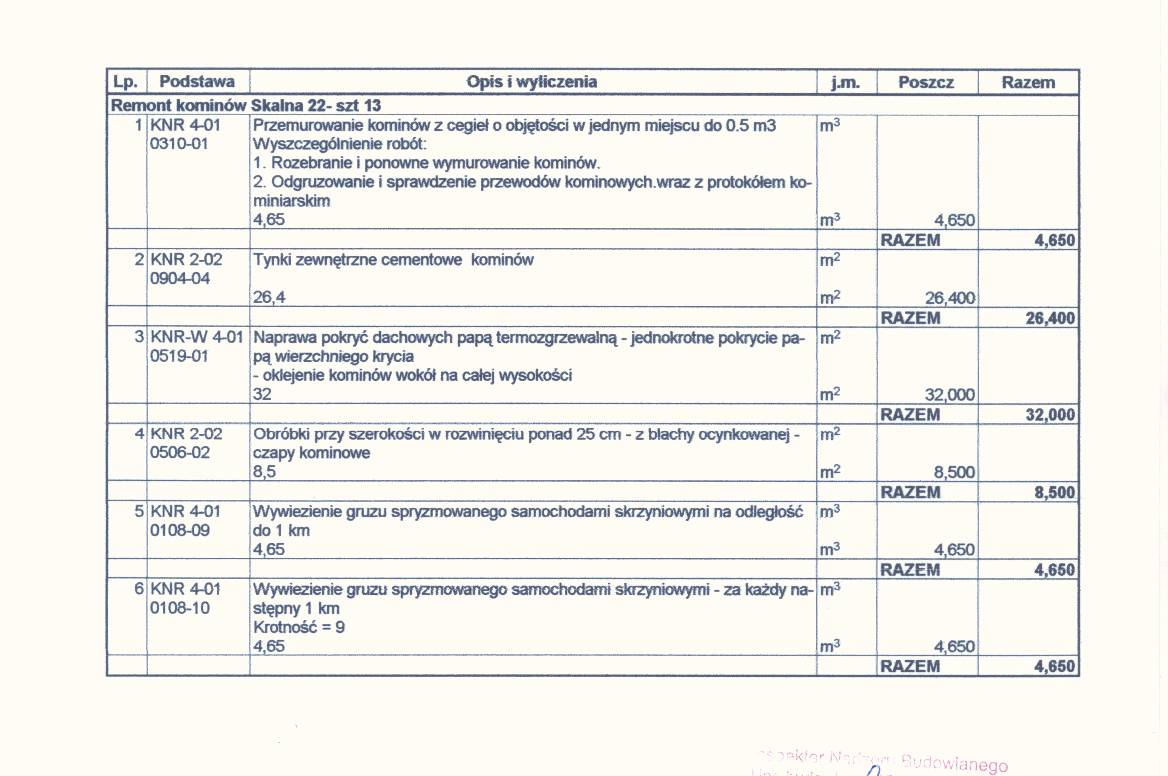 Lp. Podstawa Opis i wyliczenia j.m. Poszcz Razem
Remont kominów Skalna 22- szt 13
1 KNR 4-01 Przemurowanie kominów z cegieł o objętości w jednym miejscu do 0.5 m3 m³
0310-01 Wyszczególnienie robót:
1. Rozebranie i ponowne wymurowanie kominów.
2. Odgruzowanie i sprawdzenie przewodów kominowych.wraz z protokółem ko-
miniarskim
4,65 m³ 4,650
RAZEM 4,650
2 KNR 2-02 Tynki zewnętrzne cementowe kominów m²
0904-04
26,4 m² 26,400
RAZEM 26,400
3 KNR-W 4-01 Naprawa pokryć dachowych papą termozgrzewalną - jednokrotne pokrycie pa- m²
0519-01 pą wierzchniego krycia
- oklejenie kominów wokół na całej wysokości
32 m² 32,000
RAZEM 32,000
4 KNR 2-02 Obróbki przy szerokości w rozwinięciu ponad 25 cm - z blachy ocynkowanej - m²
0506-02 czapy kominowe
8,5 m² 8,500
RAZEM 8,500
5 KNR 4-01 Wywiezienie gruzu spryzmowanego samochodami skrzyniowymi na odległość m³
0108-09 do 1 km
4,65 m³ 4,650
RAZEM 4,650
6 KNR 4-01 Wywiezienie gruzu spryzmowanego samochodami skrzyniowymi - za każdy na- m³
0108-10 stępny 1 km
Krotność = 9
4,65 m³ 4,650
RAZEM 4,650
Budowlanego